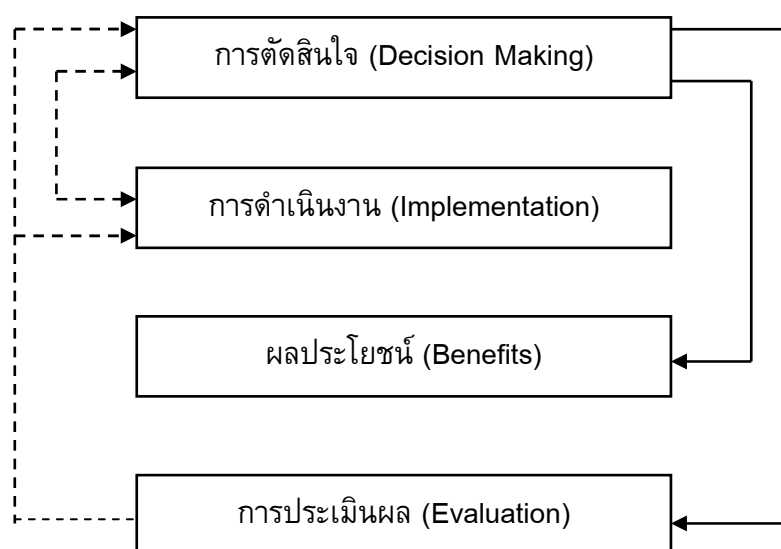 การตัดสินใจ (Decision Making)
การดำเนินงาน (Implementation)
ผลประโยชน์ (Benefits)
การประเมินผล (Evaluation)